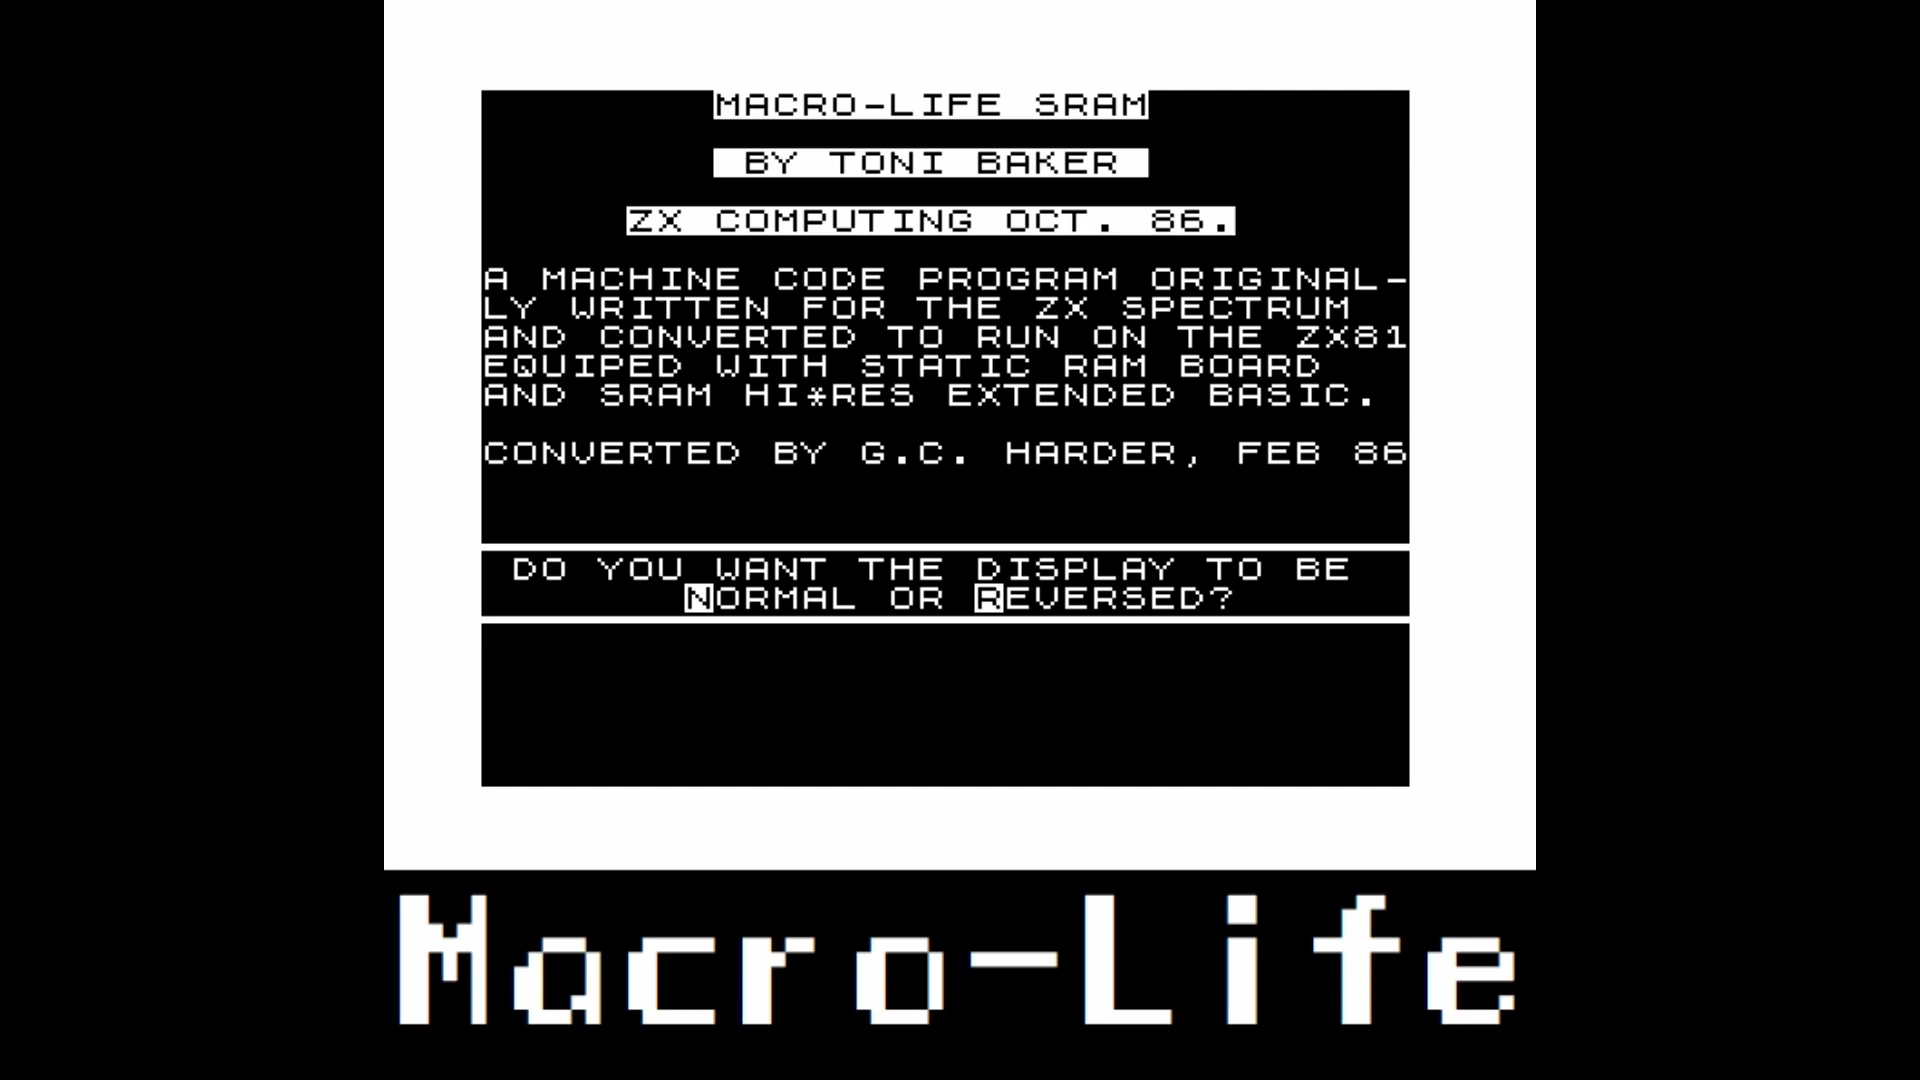 MACRO-LIFE SRAM
BY TONI BAKER
ZX COMPUTING OCT. 86.
A MACHINE CODE PROGRAM ORIGINAL-
LY WRITTEN FOR THE ZX SPECTRUM
AND CONVERTED TO RUN ON THE ZX81
EQUIPED WITH STATIC RAM BOARD
AND SRAM HI*RES EXTENDED BASIC.
CONVERTED BY G.C. HARDER, FEB 86
DO YOU WANT THE DISPLAY TO BE
NORMAL OR REVERSED?
Macro-Life